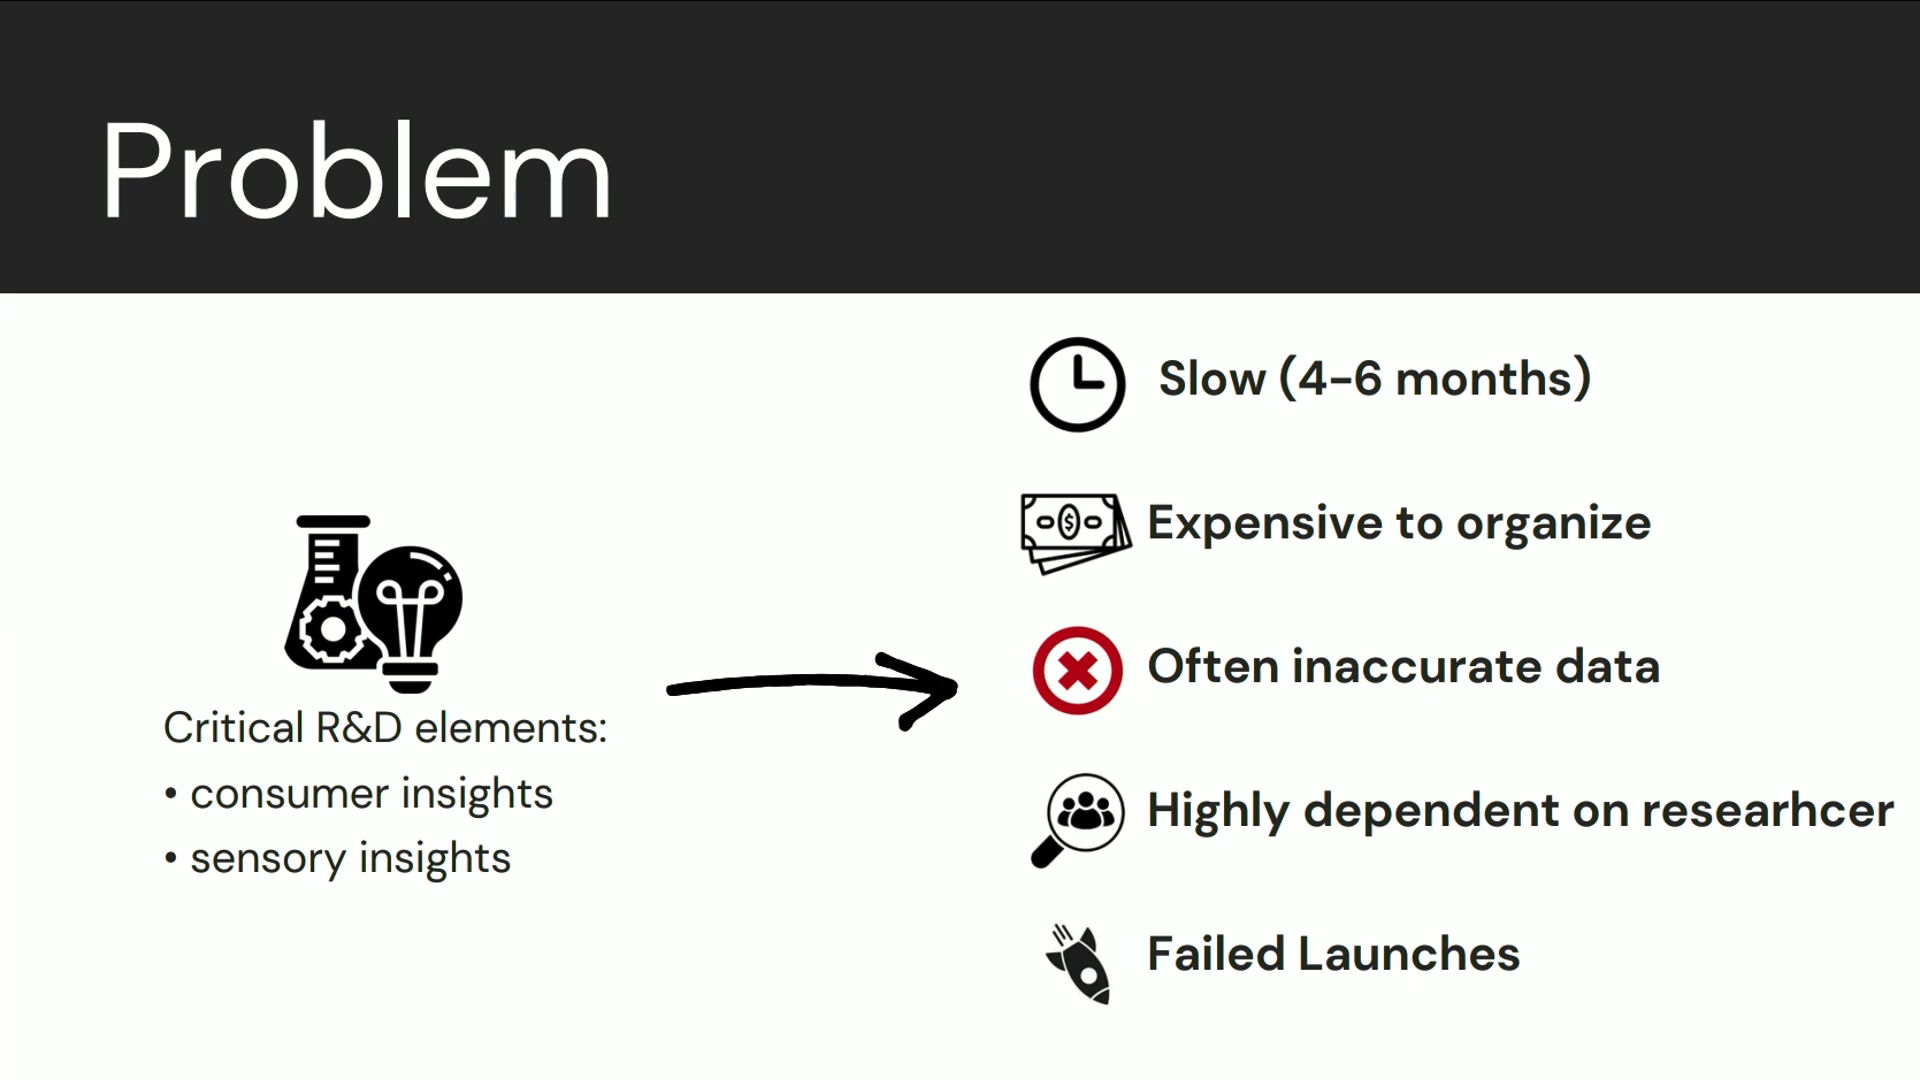 Problem
Critical R&D elements:
• consumer insights
• sensory insights
Slow (4-6 months)
Expensive to organize
Often inaccurate data
Highly dependent on researhcer
Failed Launches